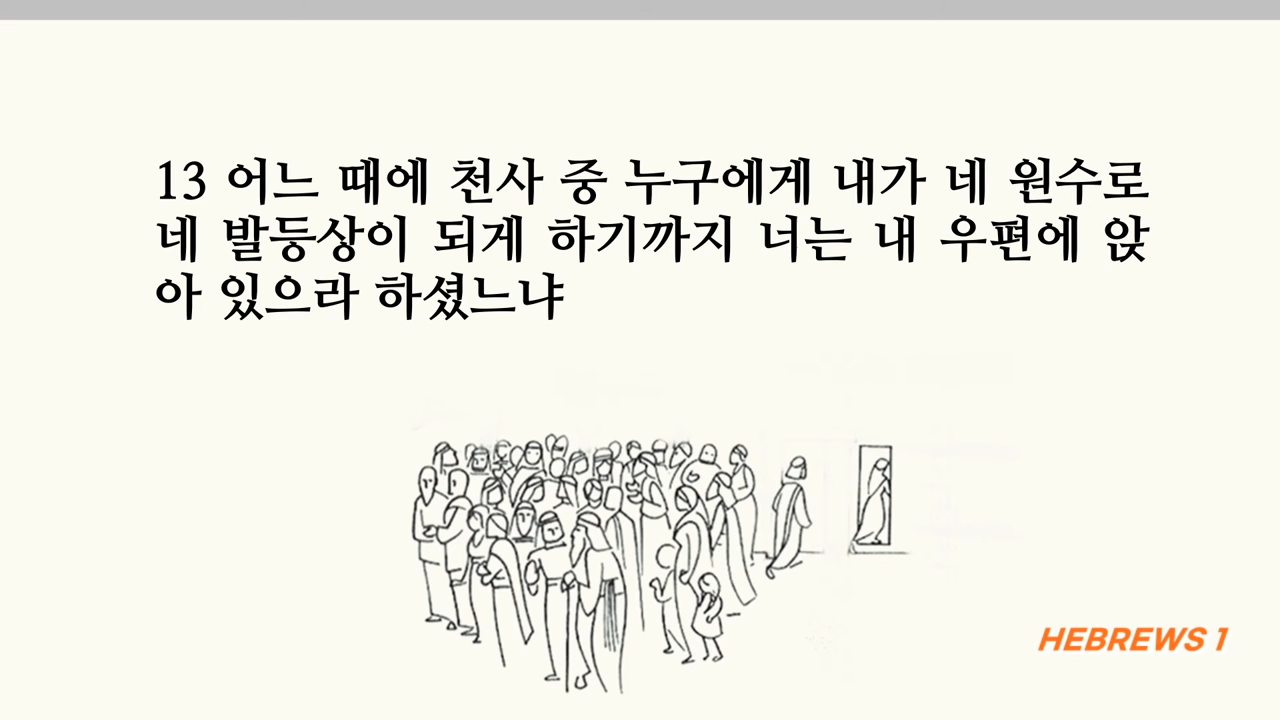 13 어느 때에 천사 중 누구에게 내가 네 원수로
네 발등상이 되게 하기까지 너는 내 우편에 앉
아 있으라 하셨느냐
HEBREWS 1